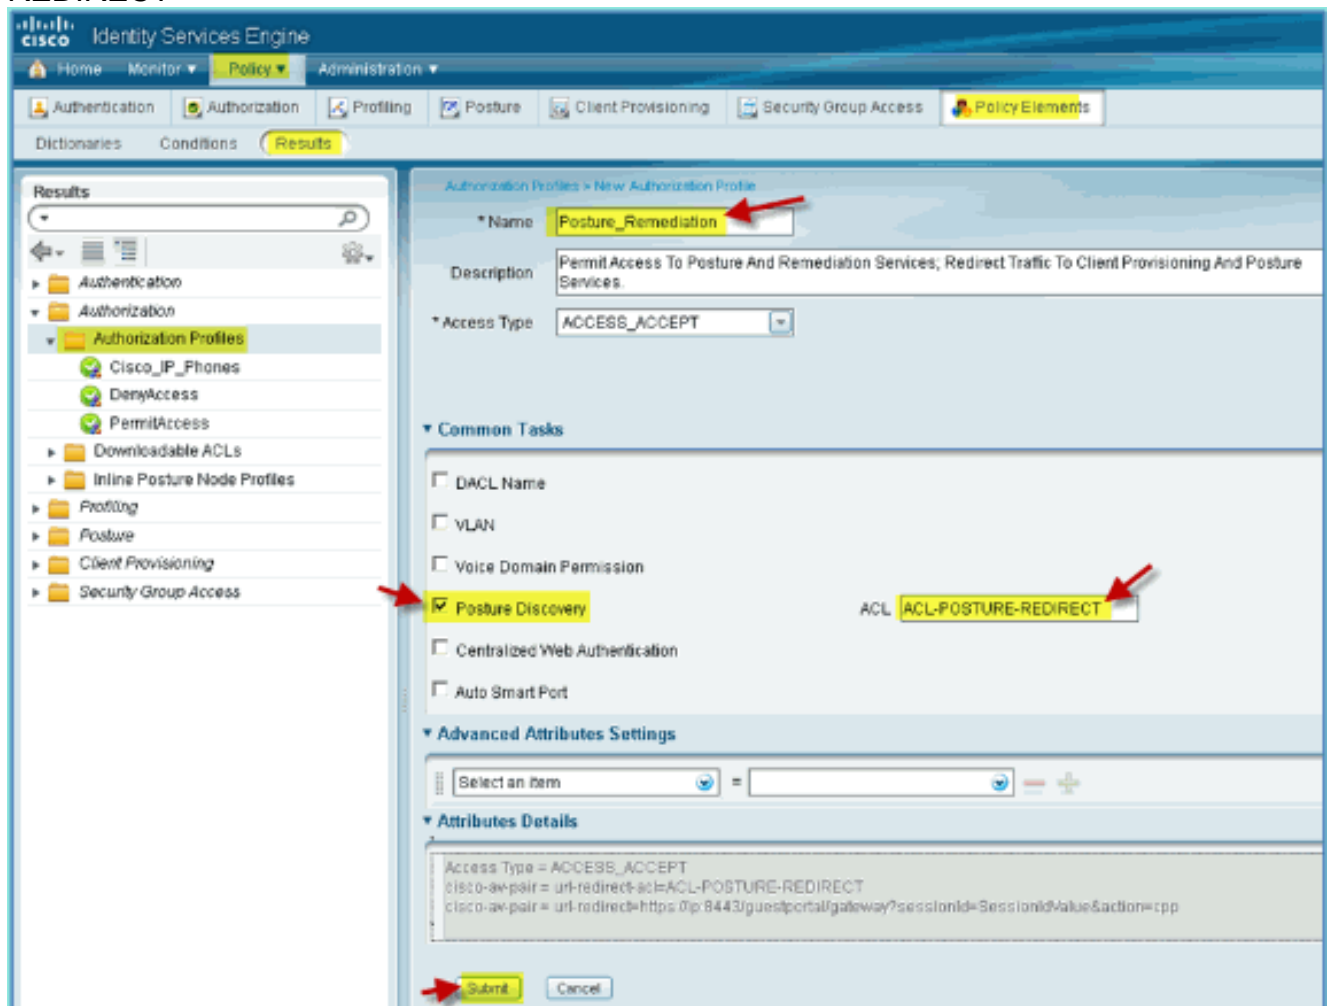 CISCO Identity Services Engine
Home Monitor Policy Administration
Authentication Authorization Profiling Posture Client Provisioning Security Group Access Policy Elements
Dictionaries Conditions Results
Results
Authentication
Authorization
Authorization Profiles
Cisco_IP_Phones
DenyAccess
PermitAccess
Downloadable ACLs
Inline Posture Node Profiles
Profiling
Posture
Client Provisioning
Security Group Access
Authorization Profiles > New Authorization Profile
* Name Posture_Remediation
Description Permit Access To Posture And Remediation Services; Redirect Traffic To Client Provisioning And Posture
Services.
* Access Type ACCESS_ACCEPT
Common Tasks
DACL Name
VLAN
Voice Domain Permission
Posture Discovery ACL ACL-POSTURE-REDIRECT
Centralized Web Authentication
Auto Smart Port
Advanced Attributes Settings
Select an item =
Attributes Details
Access Type = ACCESS_ACCEPT
cisco-av-pair = url-redirect-acl=ACL-POSTURE-REDIRECT
cisco-av-pair = url-redirect=https://ip:8443/guestportal/gateway?sessionId=SessionIdValue&action=cpp
Submit Cancel